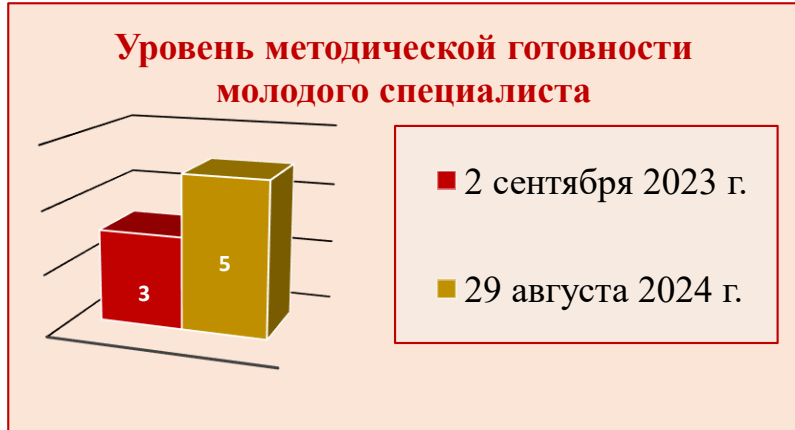 Уровень методической готовности
молодого специалиста
3
5
2 сентября 2023 г.
29 августа 2024 г.